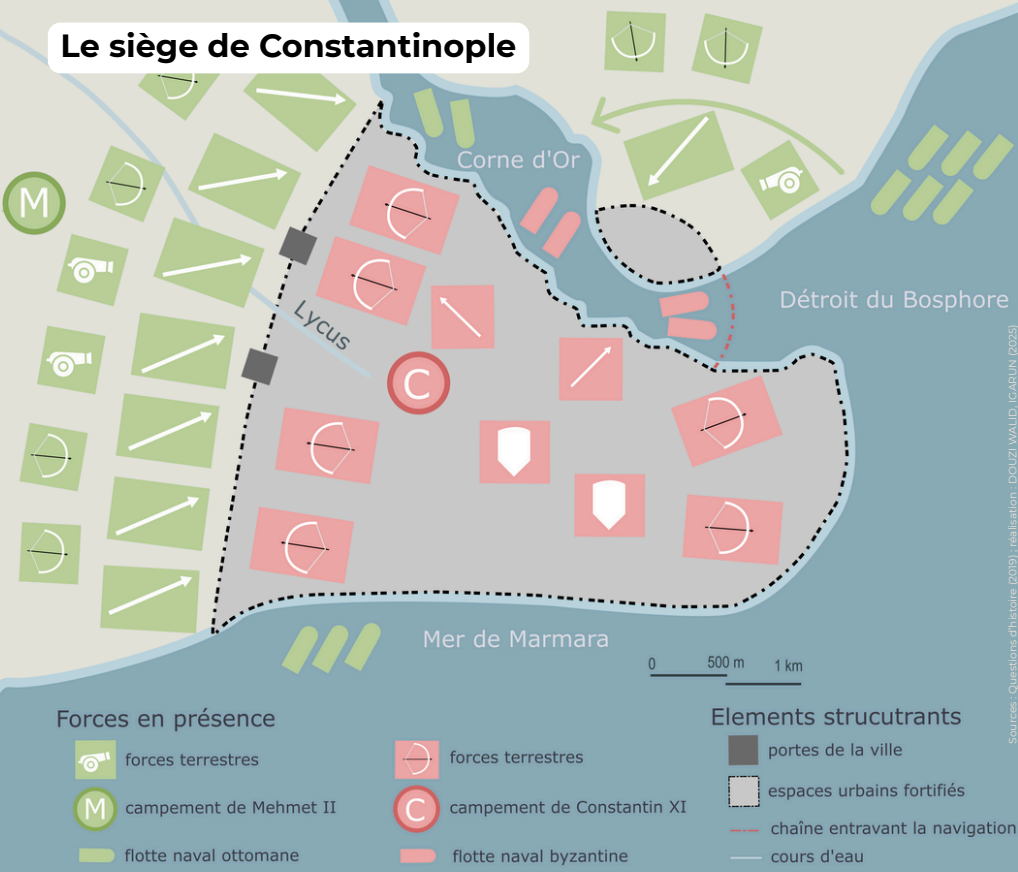 Le siège de Constantinople
Corne d'Or
M
Détroit du Bosphore
Lycus
C
Mer de Marmara
0 500 m 1 km
Sources : Questions d'histoire (2019) ; réalisation : DOUZI WALID, IGARUN (2025)
Forces en présence
forces terrestres
M campement de Mehmet II
flotte naval ottomane
forces terrestres
C campement de Constantin XI
flotte naval byzantine
Elements strucutrants
portes de la ville
espaces urbains fortifiés
chaîne entravant la navigation
cours d'eau